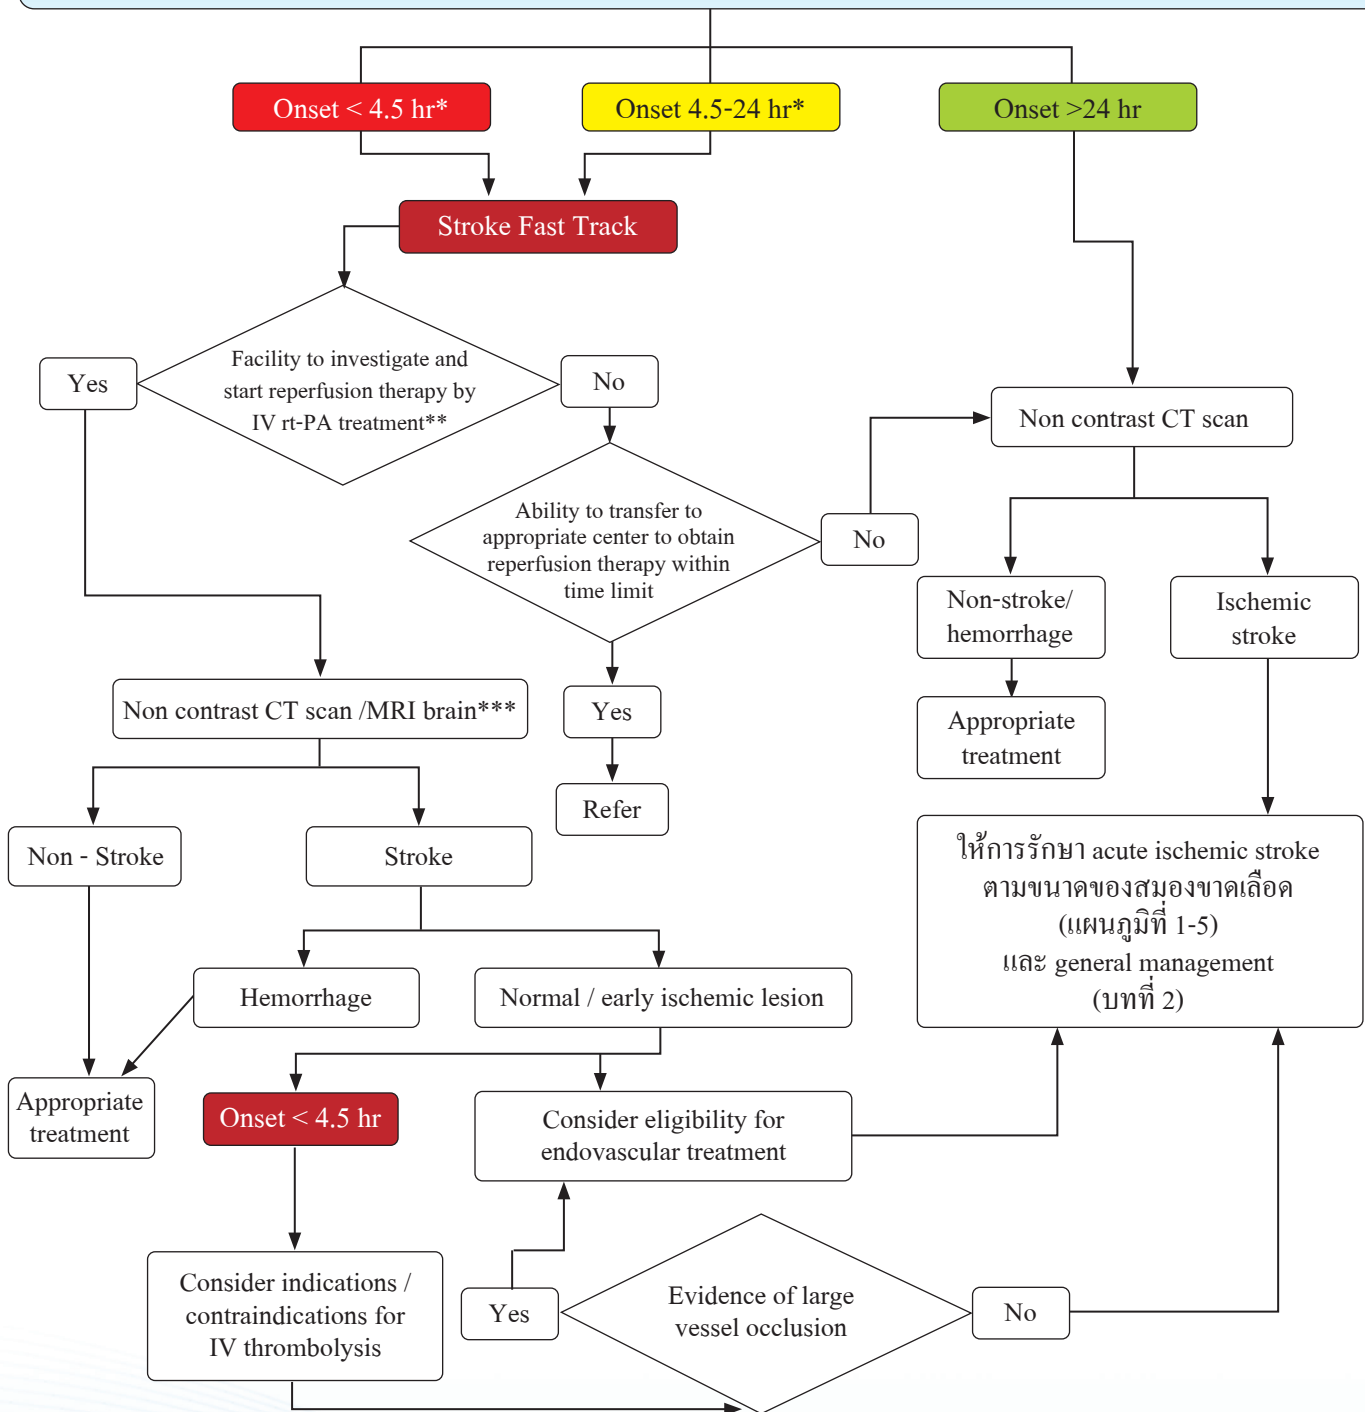 Onset < 4.5 hr*
Onset 4.5-24 hr*
Onset >24 hr
Stroke Fast Track
Facility to investigate and
start reperfusion therapy by
IV rt-PA treatment**
Yes
No
Non contrast CT scan
Ability to transfer to
appropriate center to obtain
reperfusion therapy within
time limit
No
Non-stroke/
hemorrhage
Ischemic
stroke
Yes
Non contrast CT scan /MRI brain***
Appropriate
treatment
Refer
Non - Stroke
Stroke
ให้การรักษา acute ischemic stroke
ตามขนาดของสมองขาดเลือด
(แผนภูมิที่ 1-5)
และ general management
(บทที่ 2)
Hemorrhage
Normal / early ischemic lesion
Appropriate
treatment
Onset < 4.5 hr
Consider eligibility for
endovascular treatment
Consider indications /
contraindications for
IV thrombolysis
Yes
Evidence of large
vessel occlusion
No